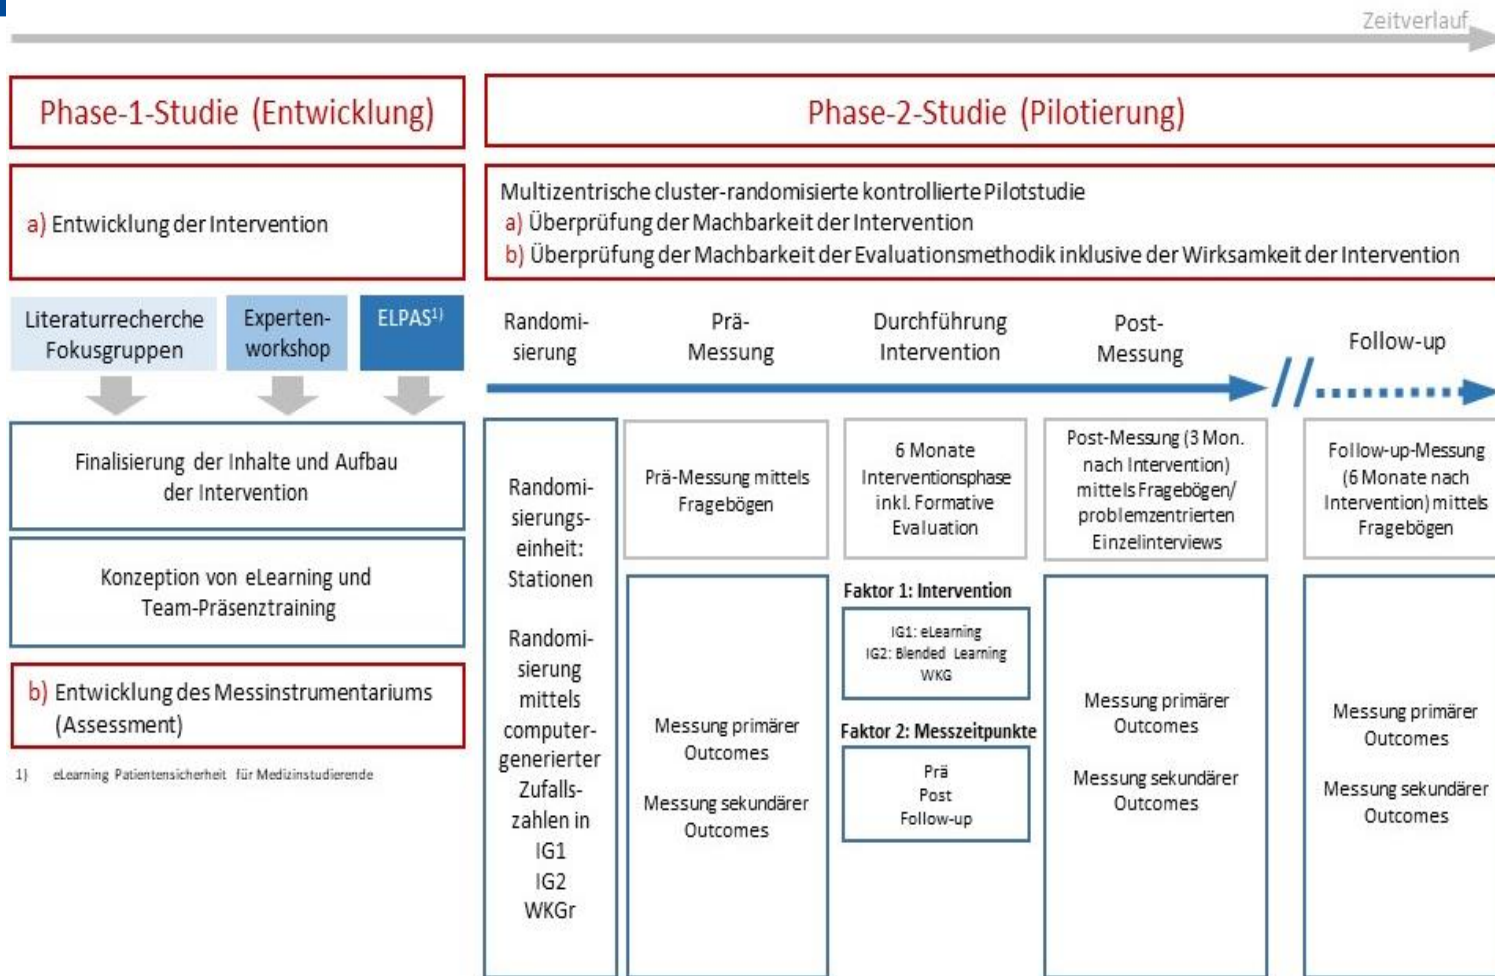 Zeitverlauf
Phase-1-Studie (Entwicklung)
Phase-2-Studie (Pilotierung)
a) Entwicklung der Intervention
Multizentrische cluster-randomisierte kontrollierte Pilotstudie
a) Überprüfung der Machbarkeit der Intervention
b) Überprüfung der Machbarkeit der Evaluationsmethodik inklusive der Wirksamkeit der Intervention
Literaturrecherche
Fokusgruppen
Experten-
workshop
ELPAS1)
Finalisierung der Inhalte und Aufbau
der Intervention
Konzeption von eLearning und
Team-Präsenztraining
b) Entwicklung des Messinstrumentariums
(Assessment)
1) eLearning Patientensicherheit für Medizinstudierende
Randomi-
sierung
Prä-
Messung
Durchführung
Intervention
Post-
Messung
Follow-up
Randomi-
sierungs-
einheit:
Stationen
Randomi-
sierung
mittels
computer-
generierter
Zufalls-
zahlen in
IG1
IG2
WKGr
Prä-Messung mittels
Fragebögen
Messung primärer
Outcomes
Messung sekundärer
Outcomes
6 Monate
Interventionsphase
inkl. Formative
Evaluation
Faktor 1: Intervention
IG1: eLearning
IG2: Blended Learning
WKG
Faktor 2: Messzeitpunkte
Prä
Post
Follow-up
Post-Messung (3 Mon.
nach Intervention)
mittels Fragebögen/
problemzentrierten
Einzelinterviews
Messung primärer
Outcomes
Messung sekundärer
Outcomes
Follow-up-Messung
(6 Monate nach
Intervention) mittels
Fragebögen
Messung primärer
Outcomes
Messung sekundärer
Outcomes